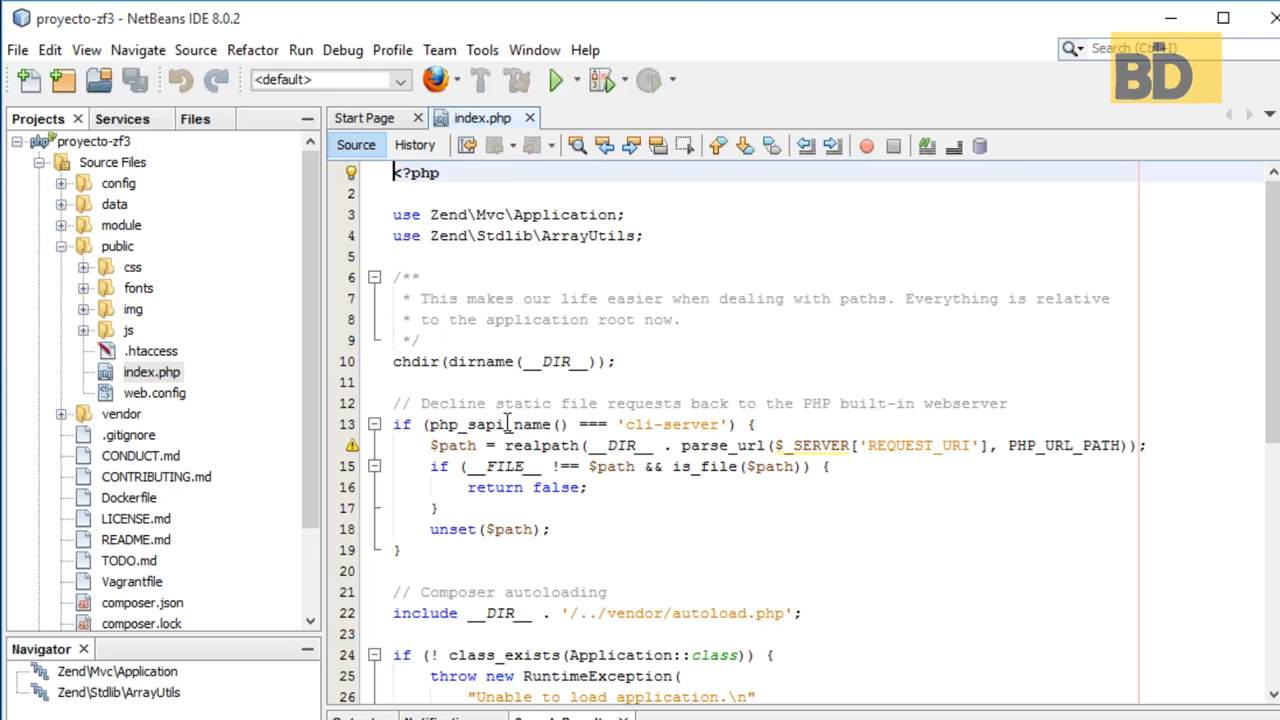 proyecto-zf3 - NetBeans IDE 8.0.2
File Edit View Navigate Source Refactor Run Debug Profile Team Tools Window Help
Search (Ctrl+I)
BD
<default>
Projects Services Files
Start Page index.php
proyecto-zf3
Source Files
config
data
module
public
css
fonts
img
js
.htaccess
index.php
web.config
vendor
.gitignore
CONDUCT.md
CONTRIBUTING.md
Dockerfile
LICENSE.md
README.md
TODO.md
Vagrantfile
composer.json
composer.lock
Navigator
Zend\Mvc\Application
Zend\Stdlib\ArrayUtils
Source History
<?php
2
3 use Zend\Mvc\Application;
4 use Zend\Stdlib\ArrayUtils;
5
6 /**
7 * This makes our life easier when dealing with paths. Everything is relative
8 * to the application root now.
9 */
10 chdir(dirname(__DIR__));
11
12 // Decline static file requests back to the PHP built-in webserver
13 if (php_sapi_name() === 'cli-server') {
$path = realpath(__DIR__ . parse_url($_SERVER['REQUEST_URI'], PHP_URL_PATH));
15 if (__FILE__ !== $path && is_file($path)) {
16 return false;
17 }
18 unset($path);
19 }
20
21 // Composer autoloading
22 include __DIR__ . '/../vendor/autoload.php';
23
24 if (! class_exists(Application::class)) {
25 throw new RuntimeException(
26 "Unable to load application.\n"